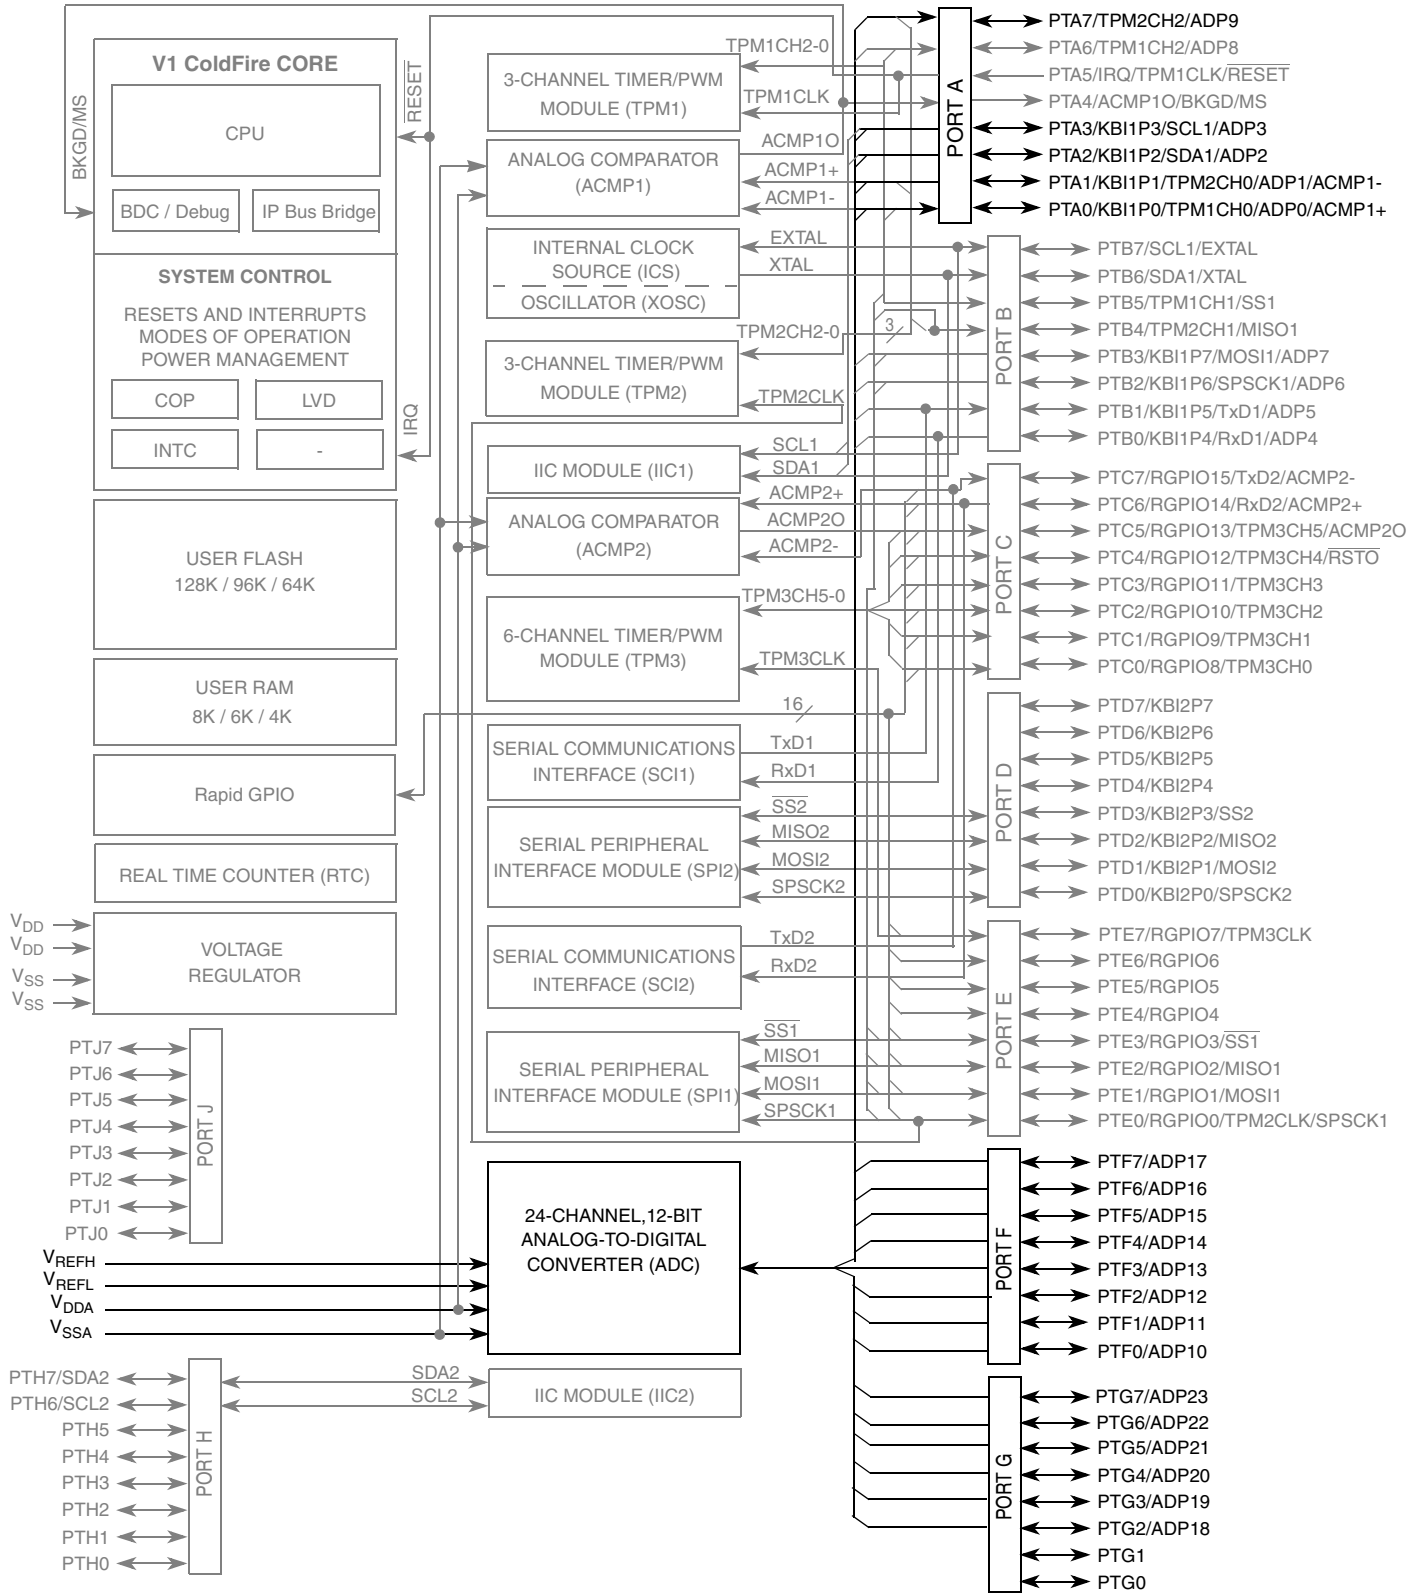 BKGD/MS
V1 ColdFire CORE
CPU
BDC / Debug
IP Bus Bridge
RESET
SYSTEM CONTROL
RESETS AND INTERRUPTS
MODES OF OPERATION
POWER MANAGEMENT
COP
LVD
INTC
-
IRQ
USER FLASH
128K / 96K / 64K
USER RAM
8K / 6K / 4K
Rapid GPIO
REAL TIME COUNTER (RTC)
VDD
VDD
VSS
VSS
VOLTAGE
REGULATOR
PTJ7
PTJ6
PTJ5
PTJ4
PTJ3
PTJ2
PTJ1
PTJ0
PORT J
VREFH
VREFL
VDDA
VSSA
PTH7/SDA2
PTH6/SCL2
PTH5
PTH4
PTH3
PTH2
PTH1
PTH0
PORT H
3-CHANNEL TIMER/PWM
MODULE (TPM1)
TPM1CH2-0
TPM1CLK
ANALOG COMPARATOR
(ACMP1)
ACMP1O
ACMP1+
ACMP1-
INTERNAL CLOCK
SOURCE (ICS)
OSCILLATOR (XOSC)
EXTAL
XTAL
3-CHANNEL TIMER/PWM
MODULE (TPM2)
TPM2CH2-0
3
TPM2CLK
IIC MODULE (IIC1)
SCL1
SDA1
ANALOG COMPARATOR
(ACMP2)
ACMP2+
ACMP2O
ACMP2-
6-CHANNEL TIMER/PWM
MODULE (TPM3)
TPM3CH5-0
TPM3CLK
16
SERIAL COMMUNICATIONS
INTERFACE (SCI1)
TxD1
RxD1
SERIAL PERIPHERAL
INTERFACE MODULE (SPI2)
SS2
MISO2
MOSI2
SPSCK2
SERIAL COMMUNICATIONS
INTERFACE (SCI2)
TxD2
RxD2
SERIAL PERIPHERAL
INTERFACE MODULE (SPI1)
SS1
MISO1
MOSI1
SPSCK1
24-CHANNEL,12-BIT
ANALOG-TO-DIGITAL
CONVERTER (ADC)
IIC MODULE (IIC2)
SDA2
SCL2
PORT A
PTA7/TPM2CH2/ADP9
PTA6/TPM1CH2/ADP8
PTA5/IRQ/TPM1CLK/RESET
PTA4/ACMP1O/BKGD/MS
PTA3/KBI1P3/SCL1/ADP3
PTA2/KBI1P2/SDA1/ADP2
PTA1/KBI1P1/TPM2CH0/ADP1/ACMP1-
PTA0/KBI1P0/TPM1CH0/ADP0/ACMP1+
PORT B
PTB7/SCL1/EXTAL
PTB6/SDA1/XTAL
PTB5/TPM1CH1/SS1
PTB4/TPM2CH1/MISO1
PTB3/KBI1P7/MOSI1/ADP7
PTB2/KBI1P6/SPSCK1/ADP6
PTB1/KBI1P5/TxD1/ADP5
PTB0/KBI1P4/RxD1/ADP4
PORT C
PTC7/RGPIO15/TxD2/ACMP2-
PTC6/RGPIO14/RxD2/ACMP2+
PTC5/RGPIO13/TPM3CH5/ACMP2O
PTC4/RGPIO12/TPM3CH4/RSTO
PTC3/RGPIO11/TPM3CH3
PTC2/RGPIO10/TPM3CH2
PTC1/RGPIO9/TPM3CH1
PTC0/RGPIO8/TPM3CH0
PORT D
PTD7/KBI2P7
PTD6/KBI2P6
PTD5/KBI2P5
PTD4/KBI2P4
PTD3/KBI2P3/SS2
PTD2/KBI2P2/MISO2
PTD1/KBI2P1/MOSI2
PTD0/KBI2P0/SPSCK2
PORT E
PTE7/RGPIO7/TPM3CLK
PTE6/RGPIO6
PTE5/RGPIO5
PTE4/RGPIO4
PTE3/RGPIO3/SS1
PTE2/RGPIO2/MISO1
PTE1/RGPIO1/MOSI1
PTE0/RGPIO0/TPM2CLK/SPSCK1
PORT F
PTF7/ADP17
PTF6/ADP16
PTF5/ADP15
PTF4/ADP14
PTF3/ADP13
PTF2/ADP12
PTF1/ADP11
PTF0/ADP10
PORT G
PTG7/ADP23
PTG6/ADP22
PTG5/ADP21
PTG4/ADP20
PTG3/ADP19
PTG2/ADP18
PTG1
PTG0